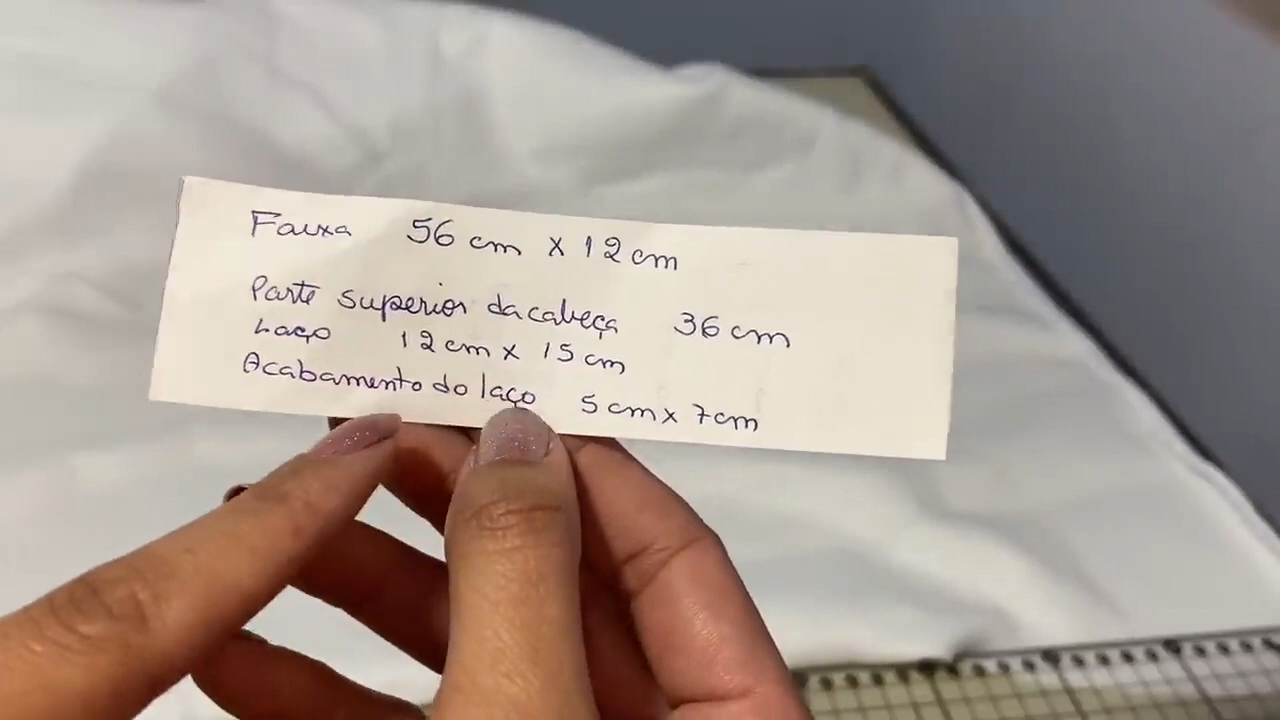 Faixa 56 cm x 12 cm
Parte superior da cabeça 36 cm
Laço 12 cm x 15 cm
Acabamento do laço 5 cm x 7 cm